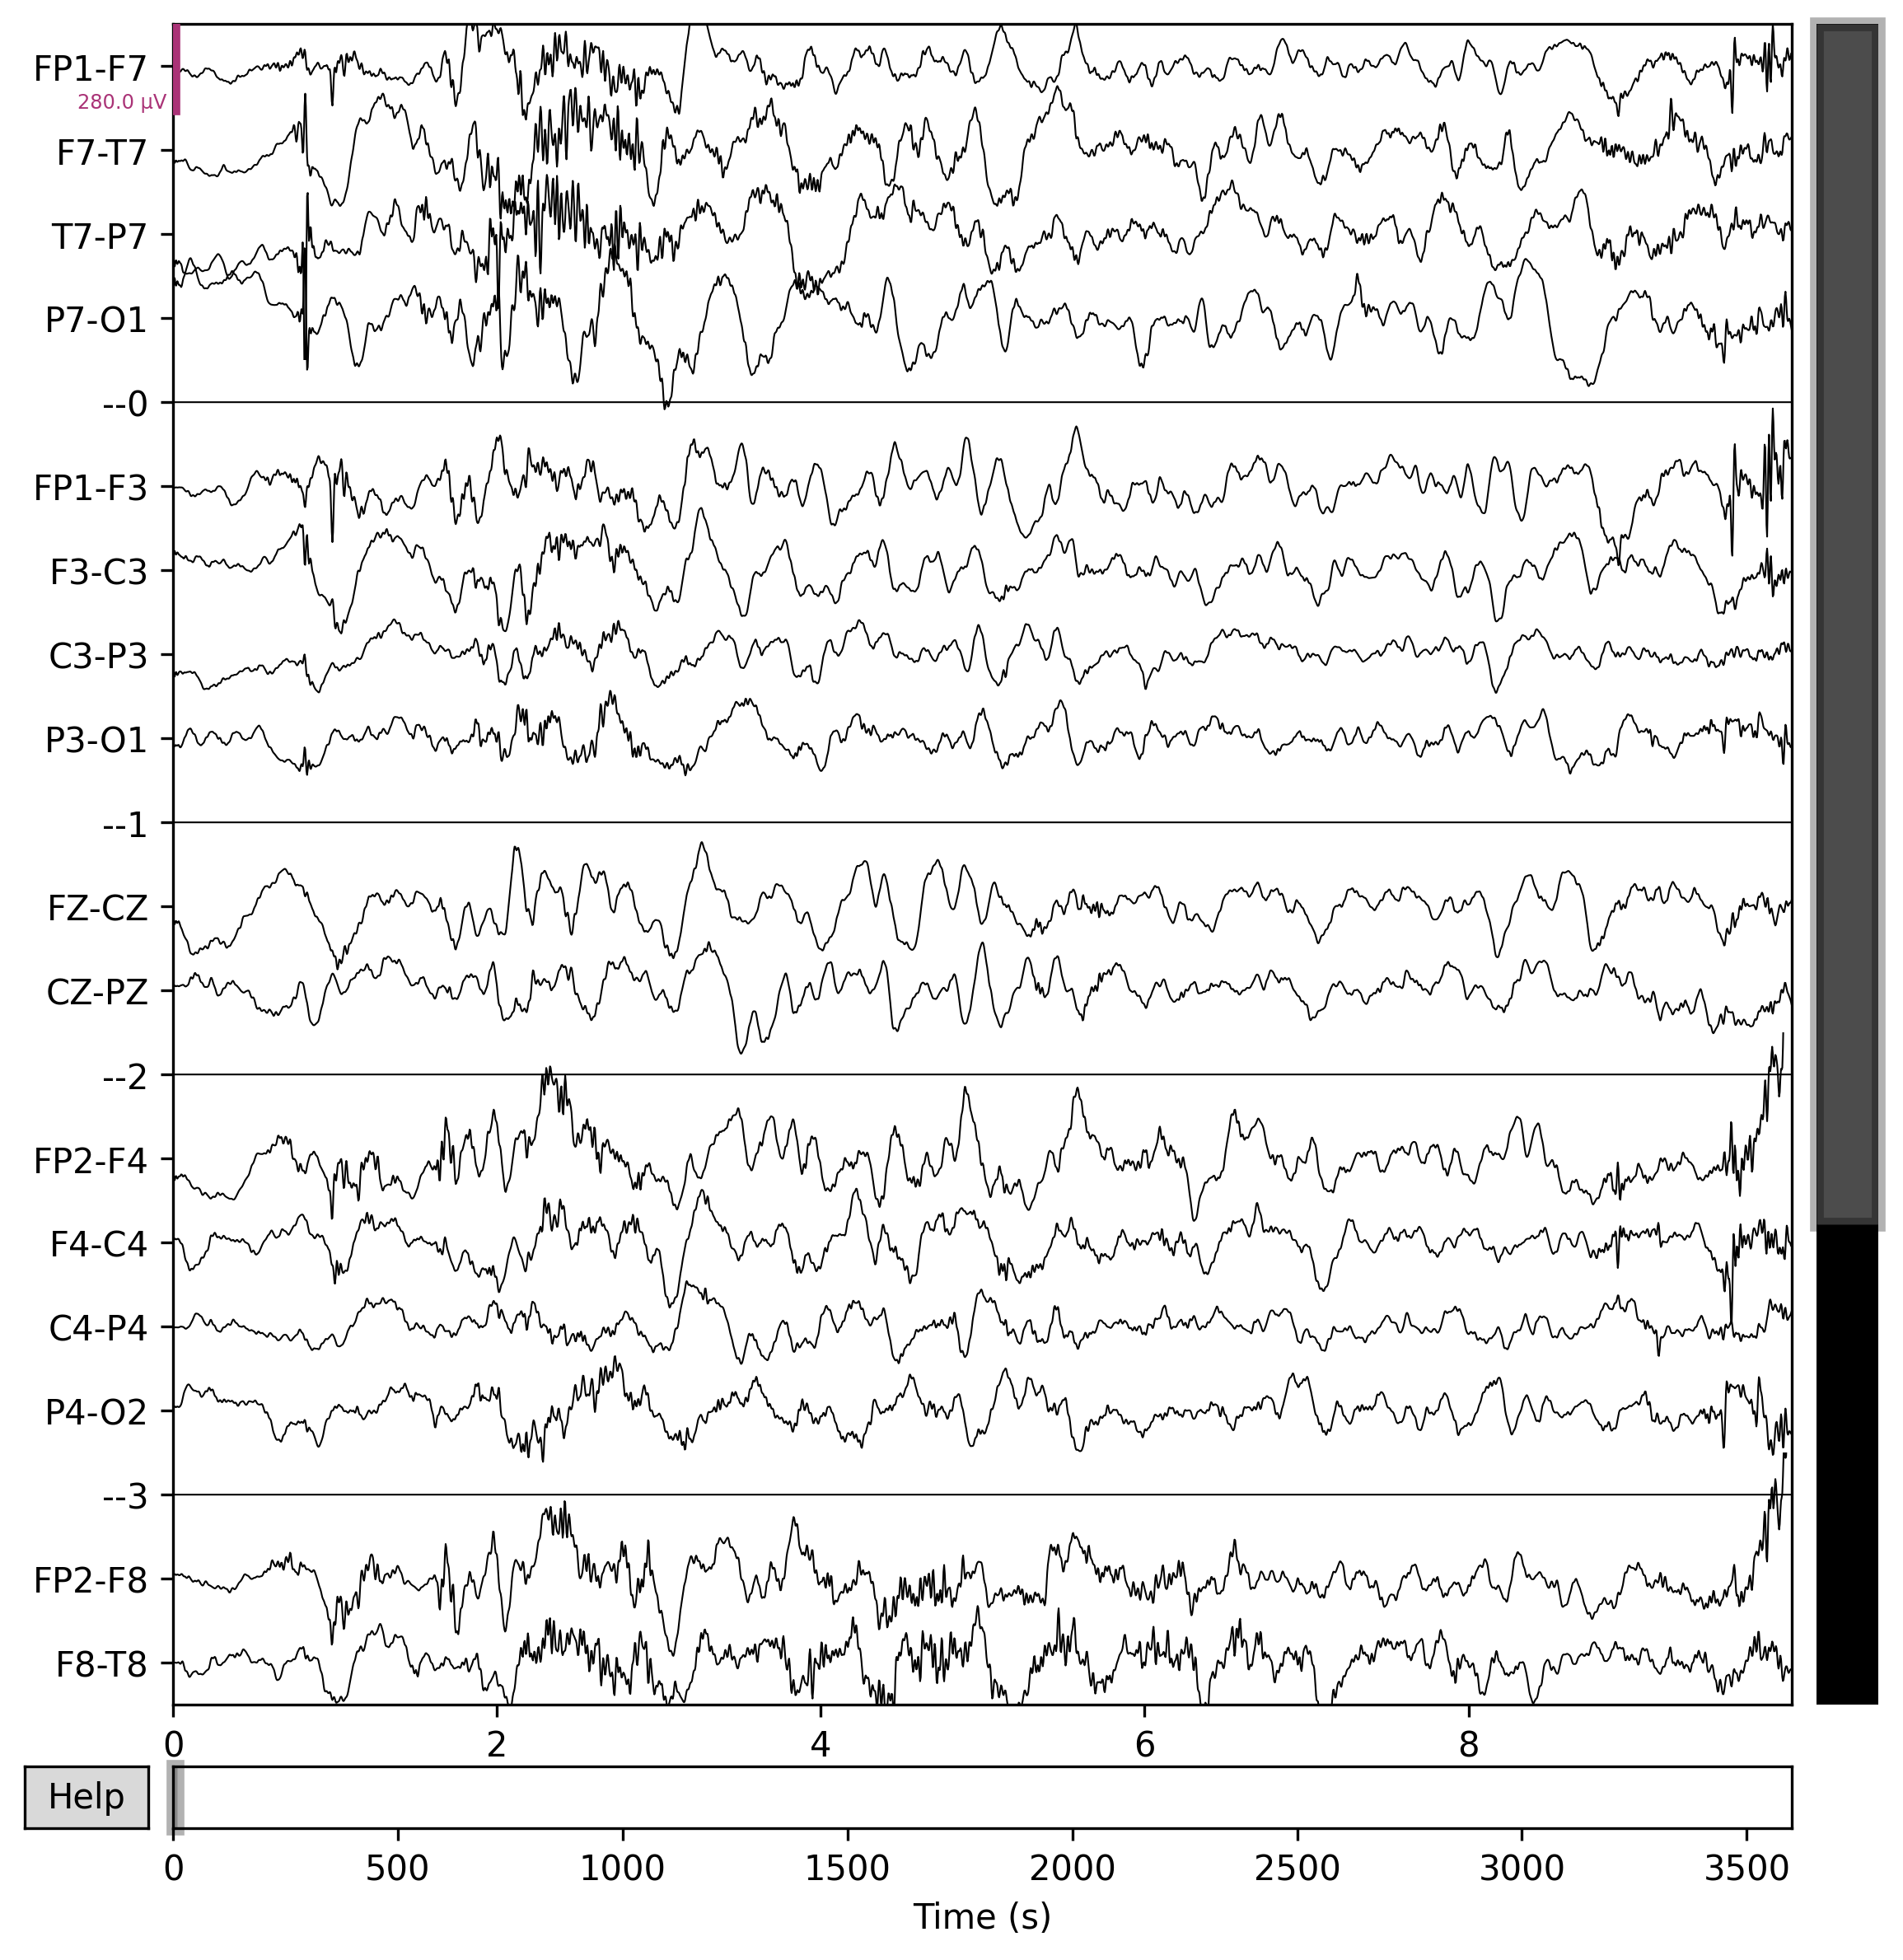 FP1-F7
280.0 µV
F7-T7
T7-P7
P7-O1
--0
FP1-F3
F3-C3
C3-P3
P3-O1
--1
FZ-CZ
CZ-PZ
--2
FP2-F4
F4-C4
C4-P4
P4-O2
--3
FP2-F8
F8-T8
0 2 4 6 8
Help
0 500 1000 1500 2000 2500 3000 3500
Time (s)